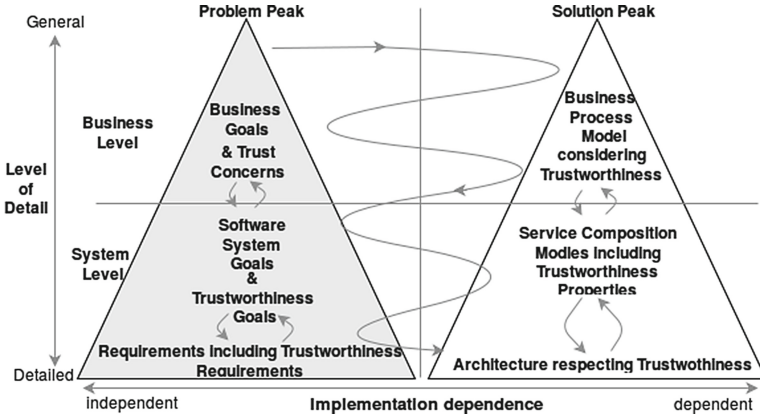 Problem Peak
Solution Peak
General
Business
Level
Level
of
Detail
System
Level
Detailed
Business
Goals
& Trust
Concerns
Software
System
Goals
&
Trustworthiness
Goals
Requirements including Trustworthiness
Requirements
Business
Process
Model
considering
Trustworthiness
Service Composition
Modles including
Trustworthiness
Properties
Architecture respecting Trustwothiness
independent
Implementation dependence
dependent